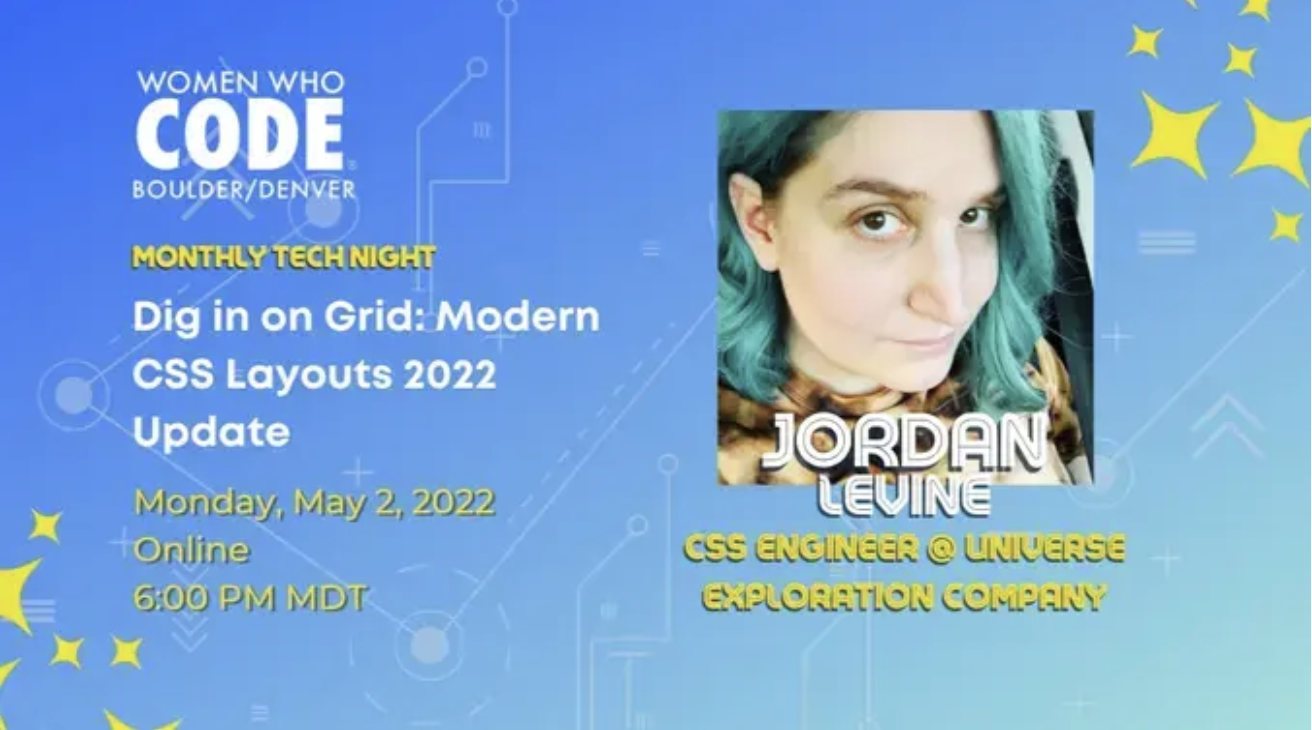 WOMEN WHO
CODE
BOULDER/DENVER
MONTHLY TECH NIGHT
Dig in on Grid: Modern
CSS Layouts 2022
Update
Monday, May 2, 2022
Online
6:00 PM MDT
JORDAN
LEVINE
CSS ENGINEER @ UNIVERSE
EXPLORATION COMPANY